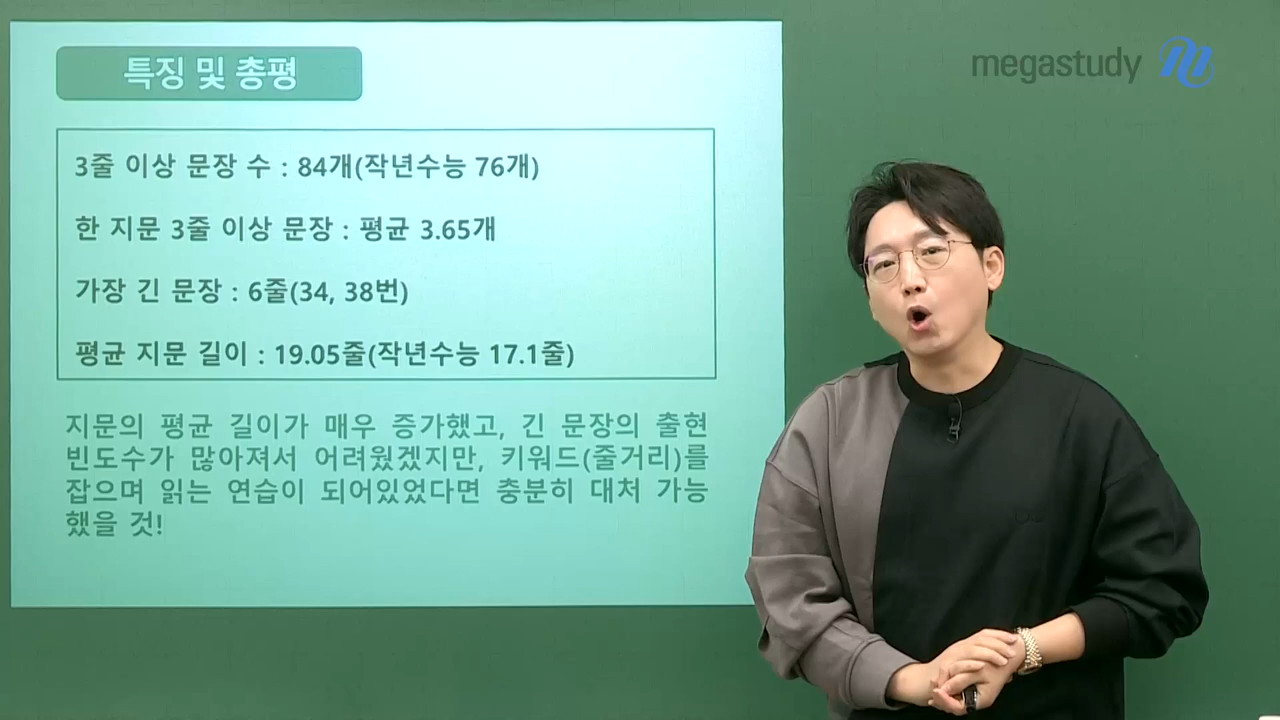 특징 및 총평
megastudy
3줄 이상 문장 수 : 84개(작년수능 76개)
한 지문 3줄 이상 문장 : 평균 3.65개
가장 긴 문장 : 6줄(34, 38번)
평균 지문 길이 : 19.05줄(작년수능 17.1줄)
지문의 평균 길이가 매우 증가했고, 긴 문장의 출현
빈도수가 많아져서 어려웠겠지만, 키워드(줄거리)를
잡으며 읽는 연습이 되어있었다면 충분히 대처 가능
했을 것!